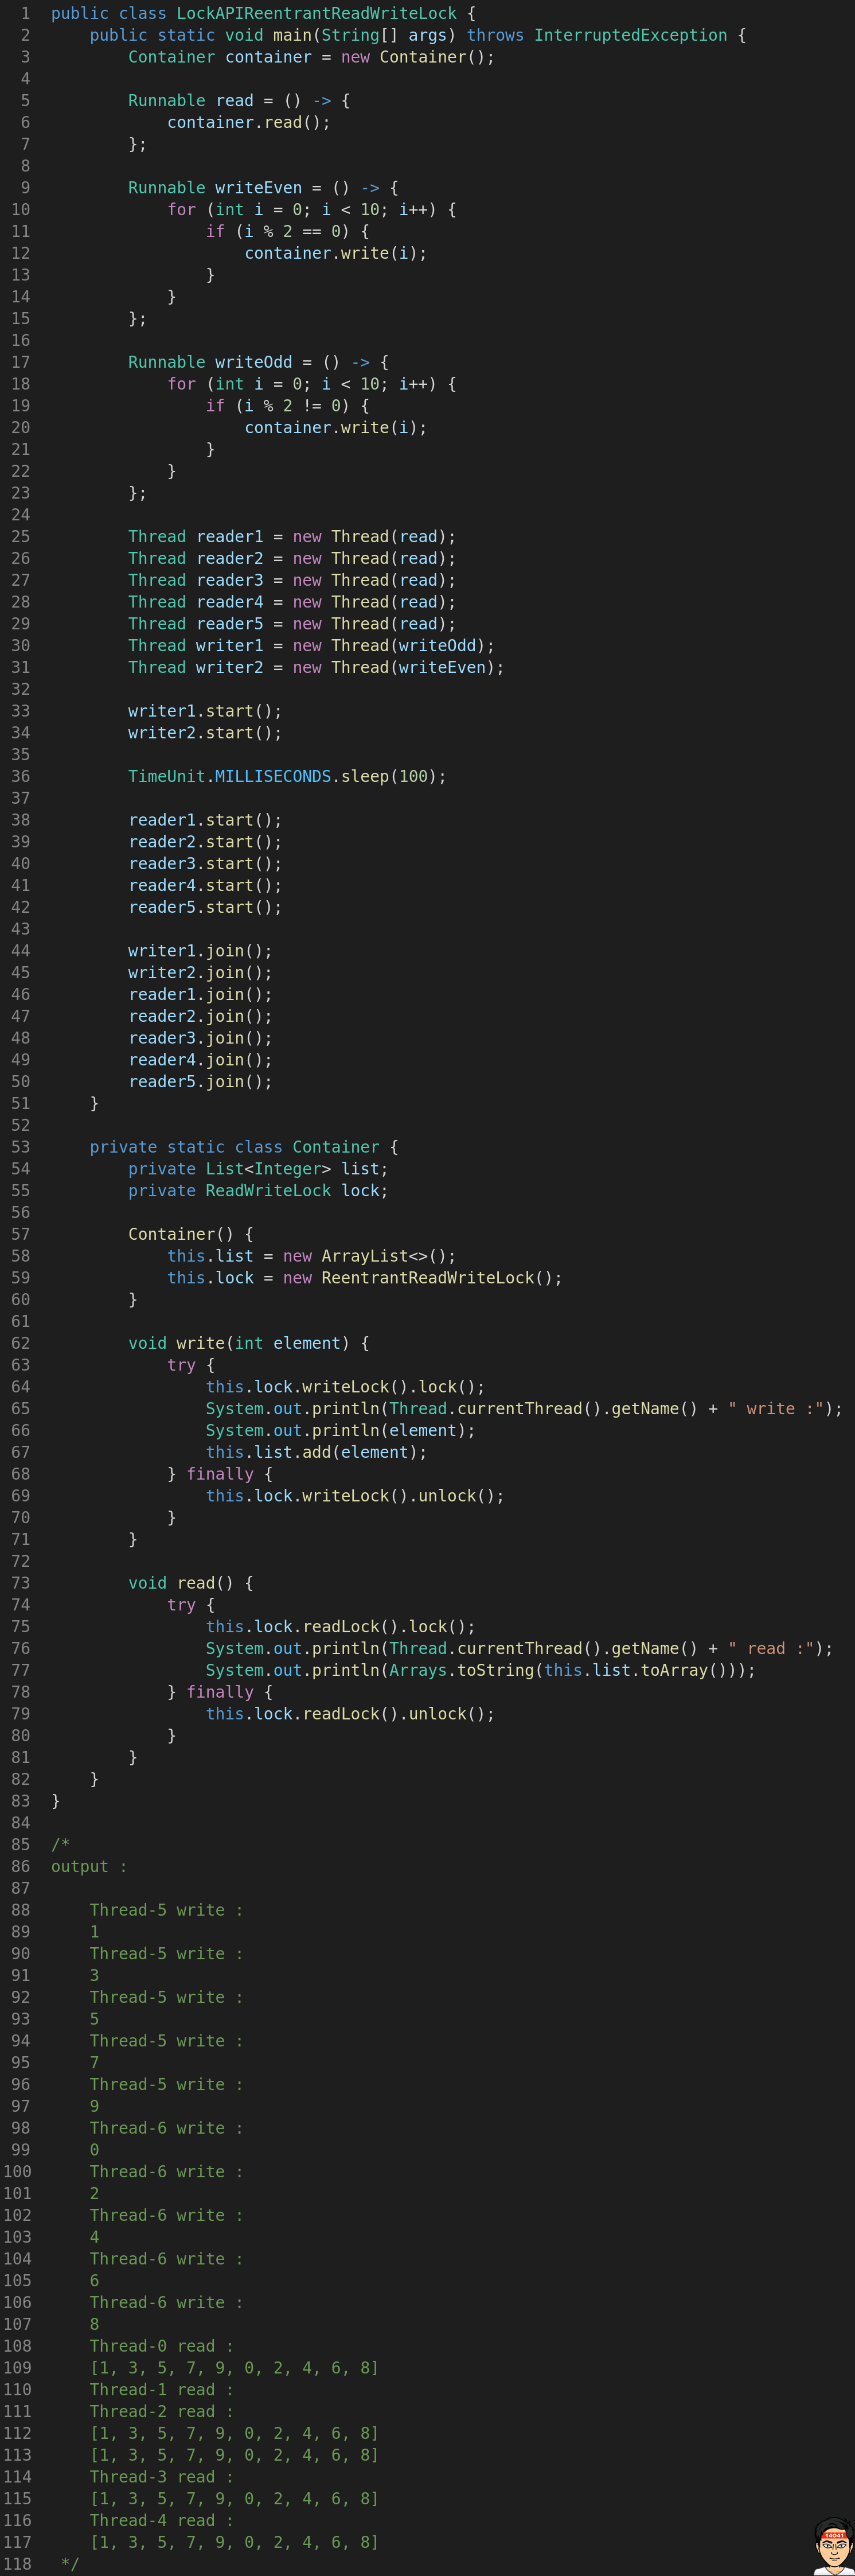 1 public class LockAPIReentrantReadWriteLock {
2     public static void main(String[] args) throws InterruptedException {
3         Container container = new Container();
4
5         Runnable read = () -> {
6             container.read();
7         };
8
9         Runnable writeEven = () -> {
10             for (int i = 0; i < 10; i++) {
11                 if (i % 2 == 0) {
12                     container.write(i);
13                 }
14             }
15         };
16
17         Runnable writeOdd = () -> {
18             for (int i = 0; i < 10; i++) {
19                 if (i % 2 != 0) {
20                     container.write(i);
21                 }
22             }
23         };
24
25         Thread reader1 = new Thread(read);
26         Thread reader2 = new Thread(read);
27         Thread reader3 = new Thread(read);
28         Thread reader4 = new Thread(read);
29         Thread reader5 = new Thread(read);
30         Thread writer1 = new Thread(writeOdd);
31         Thread writer2 = new Thread(writeEven);
32
33         writer1.start();
34         writer2.start();
35
36         TimeUnit.MILLISECONDS.sleep(100);
37
38         reader1.start();
39         reader2.start();
40         reader3.start();
41         reader4.start();
42         reader5.start();
43
44         writer1.join();
45         writer2.join();
46         reader1.join();
47         reader2.join();
48         reader3.join();
49         reader4.join();
50         reader5.join();
51     }
52
53     private static class Container {
54         private List<Integer> list;
55         private ReadWriteLock lock;
56
57         Container() {
58             this.list = new ArrayList<>();
59             this.lock = new ReentrantReadWriteLock();
60         }
61
62         void write(int element) {
63             try {
64                 this.lock.writeLock().lock();
65                 System.out.println(Thread.currentThread().getName() + " write :");
66                 System.out.println(element);
67                 this.list.add(element);
68             } finally {
69                 this.lock.writeLock().unlock();
70             }
71         }
72
73         void read() {
74             try {
75                 this.lock.readLock().lock();
76                 System.out.println(Thread.currentThread().getName() + " read :");
77                 System.out.println(Arrays.toString(this.list.toArray()));
78             } finally {
79                 this.lock.readLock().unlock();
80             }
81         }
82     }
83 }
84
85 /*
86 output :
87
88     Thread-5 write :
89     1
90     Thread-5 write :
91     3
92     Thread-5 write :
93     5
94     Thread-5 write :
95     7
96     Thread-5 write :
97     9
98     Thread-6 write :
99     0
100     Thread-6 write :
101     2
102     Thread-6 write :
103     4
104     Thread-6 write :
105     6
106     Thread-6 write :
107     8
108     Thread-0 read :
109     [1, 3, 5, 7, 9, 0, 2, 4, 6, 8]
110     Thread-1 read :
111     Thread-2 read :
112     [1, 3, 5, 7, 9, 0, 2, 4, 6, 8]
113     [1, 3, 5, 7, 9, 0, 2, 4, 6, 8]
114     Thread-3 read :
115     [1, 3, 5, 7, 9, 0, 2, 4, 6, 8]
116     Thread-4 read :
117     [1, 3, 5, 7, 9, 0, 2, 4, 6, 8]
118  */
14041